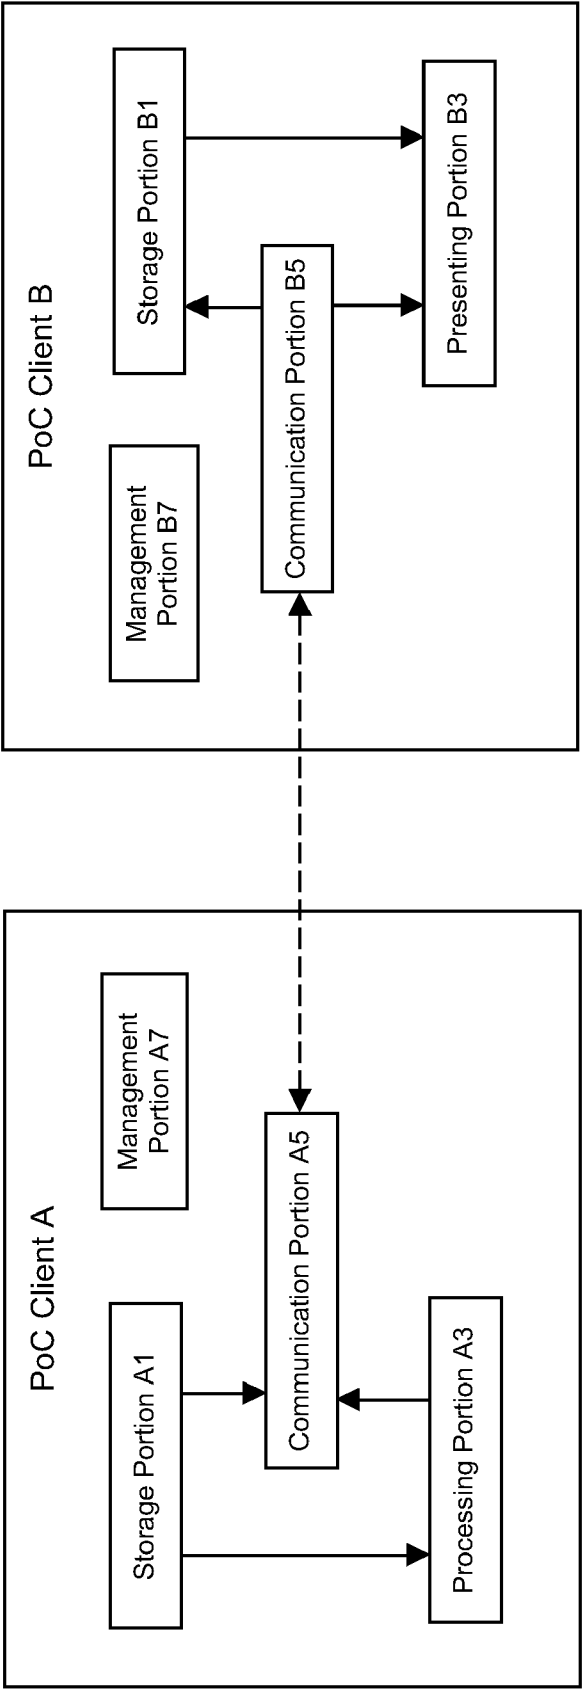 PoC Client A
Storage Portion A1
Management
Portion A7
Communication Portion A5
Processing Portion A3
PoC Client B
Management
Portion B7
Storage Portion B1
Communication Portion B5
Presenting Portion B3